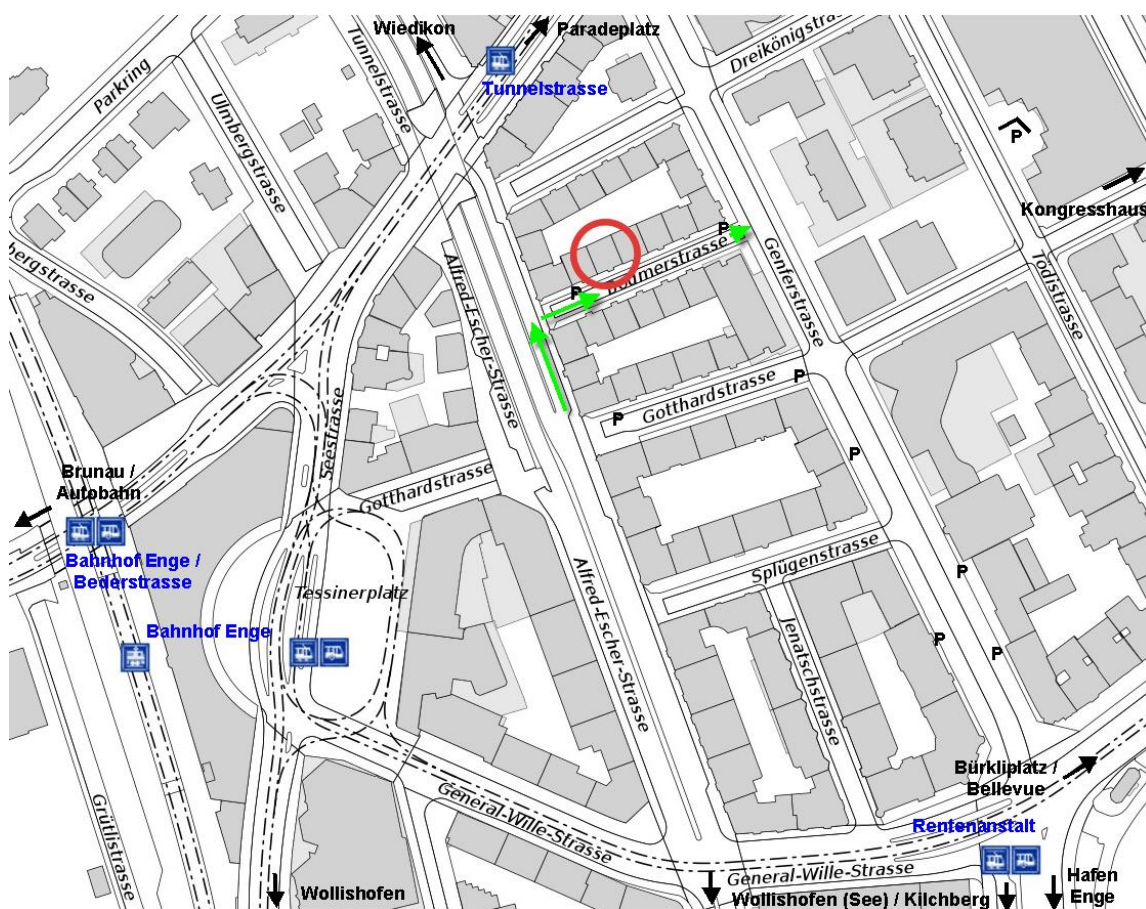 Wiedikon
Paradeplatz
Tunnelstrasse
Tunnelstrasse
Dreikönigstras
Parkring
Ulmbergstrasse
P
Kongresshaus
bergstrasse
Alfred-Escher-Strasse
P
Bodmerstrasse
P
Genferstrasse
Tödistrasse
Seestrasse
Gotthardstrasse
P
P
P
Brunau /
Autobahn
Gotthardstrasse
Bahnhof Enge /
Bederstrasse
Splügenstrasse
P
Tessinerplatz
Alfred-Escher-Strasse
Bahnhof Enge
Jenatschstrasse
P
P
Bürkliplatz /
Bellevue
General-Wille-Strasse
Rentenanstalt
Grütlistrasse
General-Wille-Strasse
Hafen
Enge
Wollishofen
Wollishofen (See) / Kilchberg